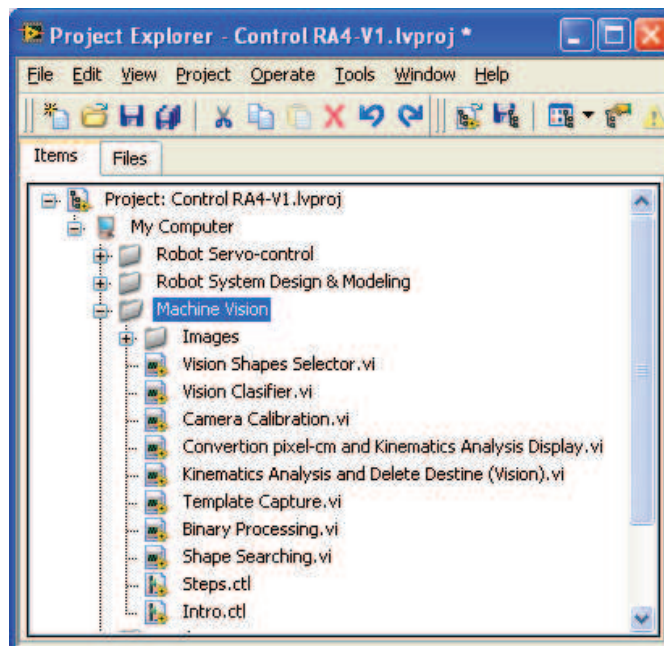 Project Explorer - Control RA4-V1.lvproj *
File Edit View Project Operate Tools Window Help
Items Files
Project: Control RA4-V1.lvproj
My Computer
Robot Servo-control
Robot System Design & Modeling
Machine Vision
Images
Vision Shapes Selector.vi
Vision Clasifier.vi
Camera Calibration.vi
Convertion pixel-cm and Kinematics Analysis Display.vi
Kinematics Analysis and Delete Destine (Vision).vi
Template Capture.vi
Binary Processing.vi
Shape Searching.vi
Steps.ctl
Intro.ctl